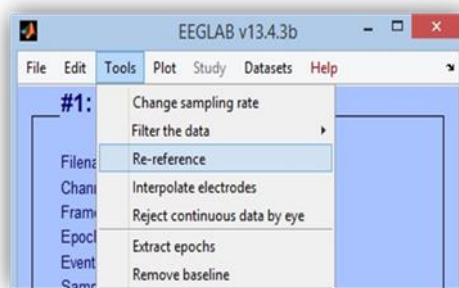 EEGLAB v13.4.3b
File Edit Tools Plot Study Datasets Help
#1:
Change sampling rate
Filter the data
Re-reference
Interpolate electrodes
Reject continuous data by eye
Extract epochs
Remove baseline